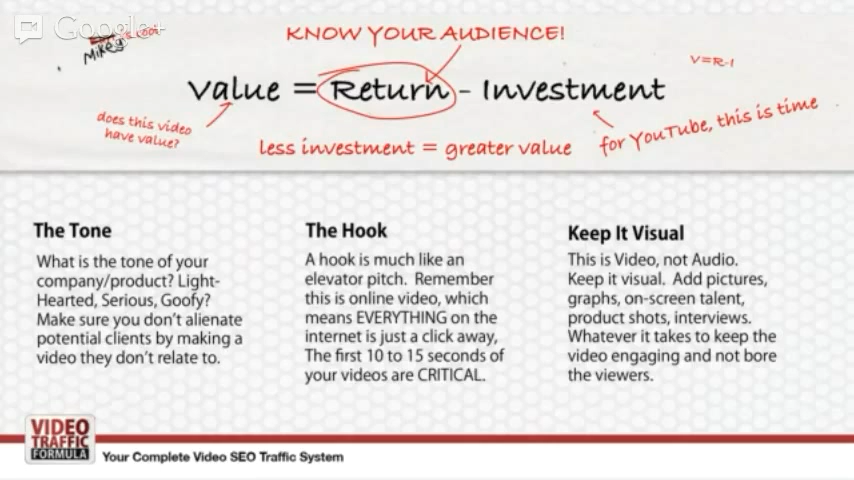 Google+
is cool
Mike
KNOW YOUR AUDIENCE!
V=R-I
Value = Return - Investment
does this video
have value?
for YouTube, this is time
less investment = greater value
The Tone
What is the tone of your
company/product? Light-
Hearted, Serious, Goofy?
Make sure you don't alienate
potential clients by making a
video they don't relate to.
The Hook
A hook is much like an
elevator pitch. Remember
this is online video, which
means EVERYTHING on the
internet is just a click away,
The first 10 to 15 seconds of
your videos are CRITICAL.
Keep It Visual
This is Video, not Audio.
Keep it visual. Add pictures,
graphs, on-screen talent,
product shots, interviews.
Whatever it takes to keep the
video engaging and not bore
the viewers.
VIDEO
TRAFFIC
FORMULA
Your Complete Video SEO Traffic System